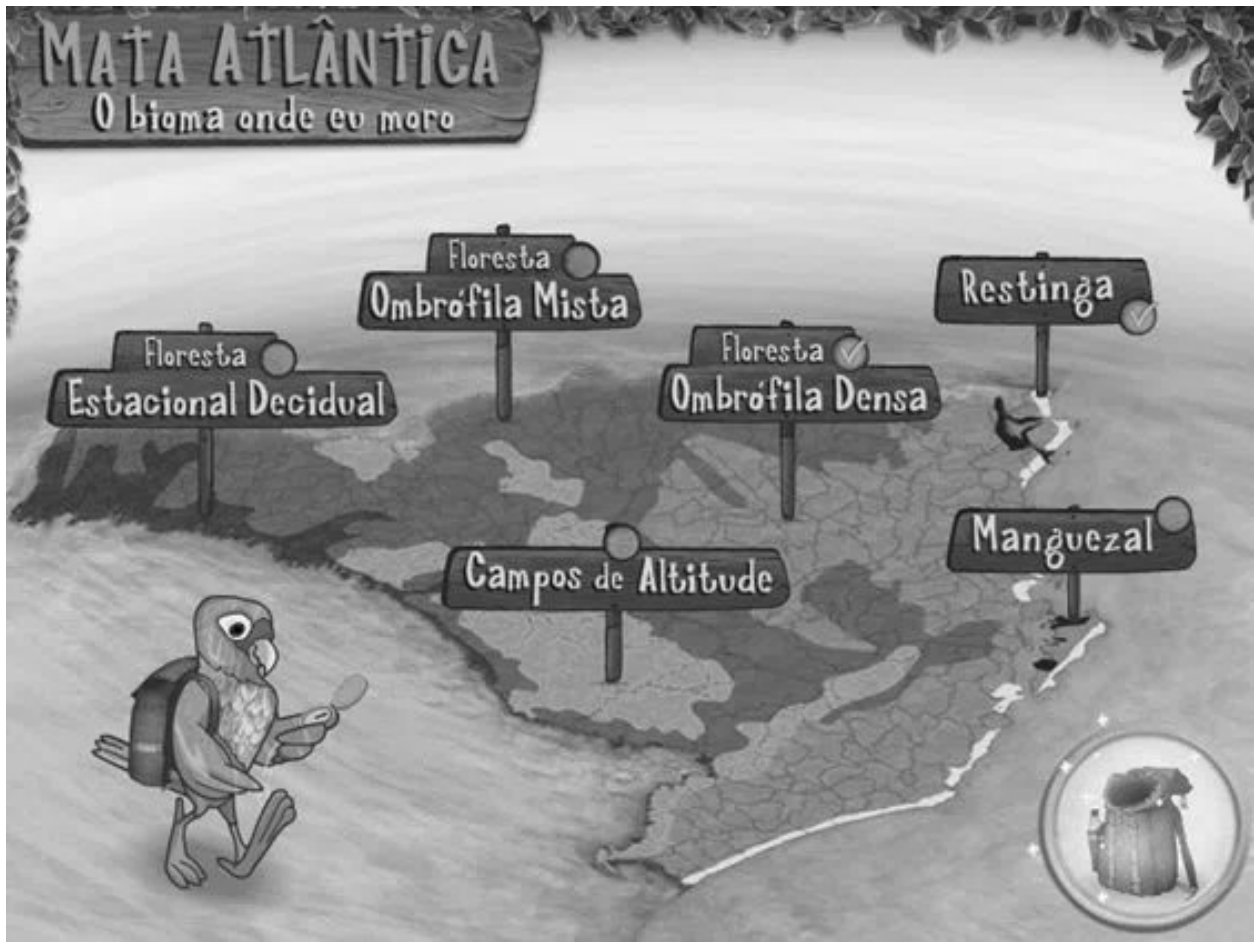 MATA ATLÂNTICA
O bioma onde eu moro
Floresta
Ombrófila Mista
Restinga
Floresta
Estacional Decidual
Floresta
Ombrófila Densa
Manguezal
Campos de Altitude